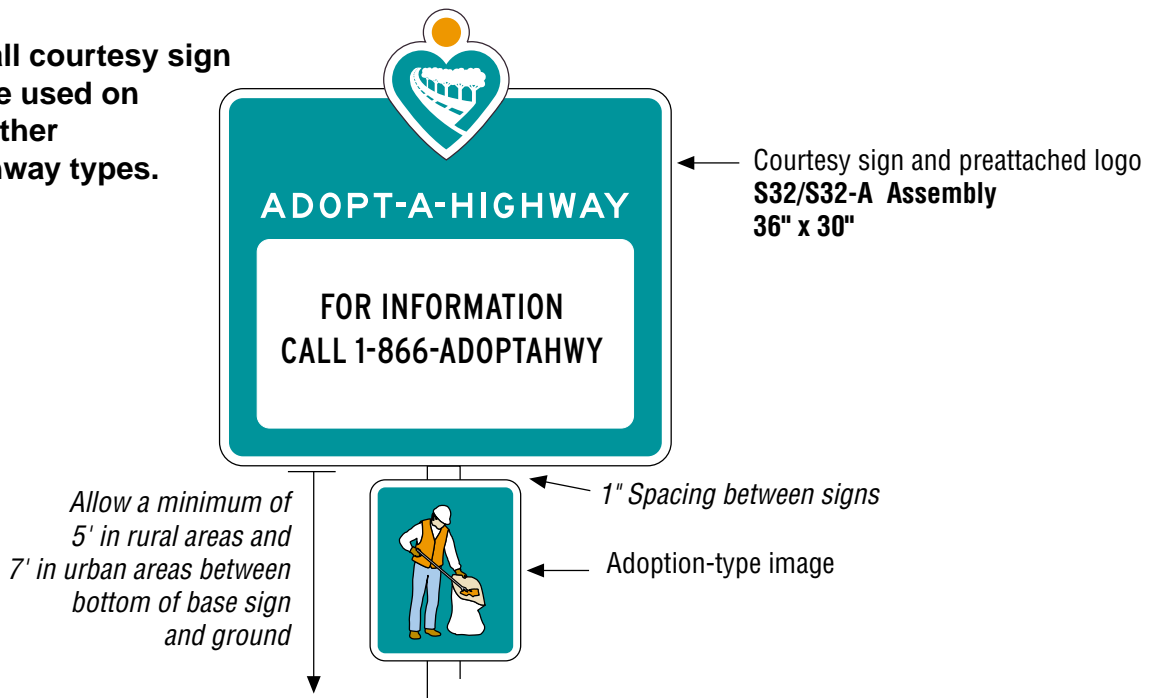 all courtesy sign
e used on
ther
way types.
ADOPT-A-HIGHWAY
FOR INFORMATION
CALL 1-866-ADOPTAHWY
Courtesy sign and preattached logo
S32/S32-A Assembly
36" x 30"
1" Spacing between signs
Adoption-type image
Allow a minimum of
5' in rural areas and
7' in urban areas between
bottom of base sign
and ground